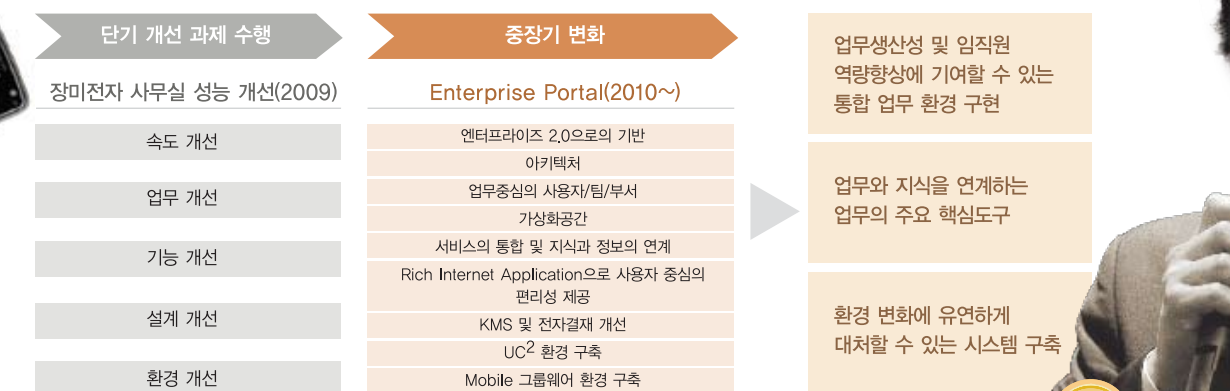 단기 개선 과제 수행
장미전자 사무실 성능 개선(2009)
속도 개선
업무 개선
기능 개선
설계 개선
환경 개선
중장기 변화
Enterprise Portal(2010~)
엔터프라이즈 2.0으로의 기반
아키텍처
업무중심의 사용자/팀/부서
가상화공간
서비스의 통합 및 지식과 정보의 연계
Rich Internet Application으로 사용자 중심의
편리성 제공
KMS 및 전자결재 개선
UC² 환경 구축
Mobile 그룹웨어 환경 구축
업무생산성 및 임직원
역량향상에 기여할 수 있는
통합 업무 환경 구현
업무와 지식을 연계하는
업무의 주요 핵심도구
환경 변화에 유연하게
대처할 수 있는 시스템 구축